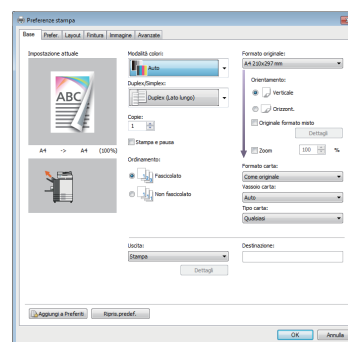 Preferenze stampa
Base Prefer. Layout Finitura Immagine Avanzate
Impostazione attuale
ABC
A4 -> A4 (100%)
Modalità colori:
Auto
Duplex/Simplex:
Duplex (Lato lungo)
Copie:
1
Stampa e pausa
Ordinamento:
Fascicolato
Non fascicolato
Uscita:
Stampa
Dettagli
Formato originale:
A4 210x297 mm
Orientamento:
Verticale
Orizzont.
Originale formato misto
Dettagli
Zoom 100 %
Formato carta:
Come originale
Vassoio carta:
Auto
Tipo carta:
Qualsiasi
Destinazione:
Aggiungi a Preferiti Ripris.predef.
OK Annulla